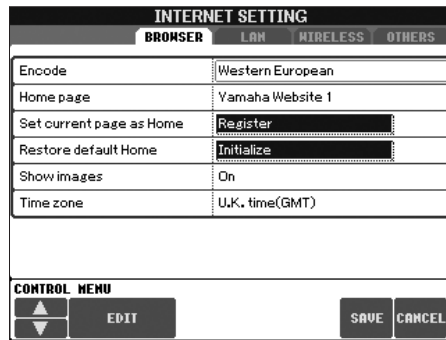 INTERNET SETTING
BROWSER LAN WIRELESS OTHERS
Encode Western European
Home page Yamaha Website 1
Set current page as Home Register
Restore default Home Initialize
Show images On
Time zone U.K. time(GMT)
CONTROL MENU
EDIT SAVE CANCEL